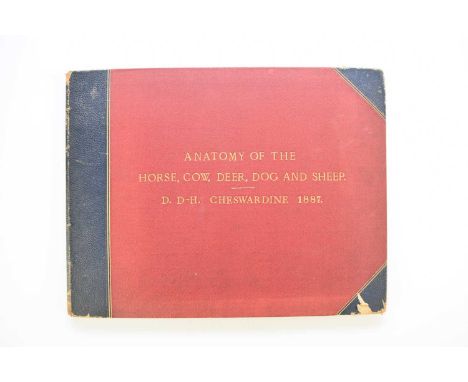 ANATOMY OF THE
HORSE, COW, DEER, DOG AND SHEEP.
D. D-H. CHESWARDINE 1887.